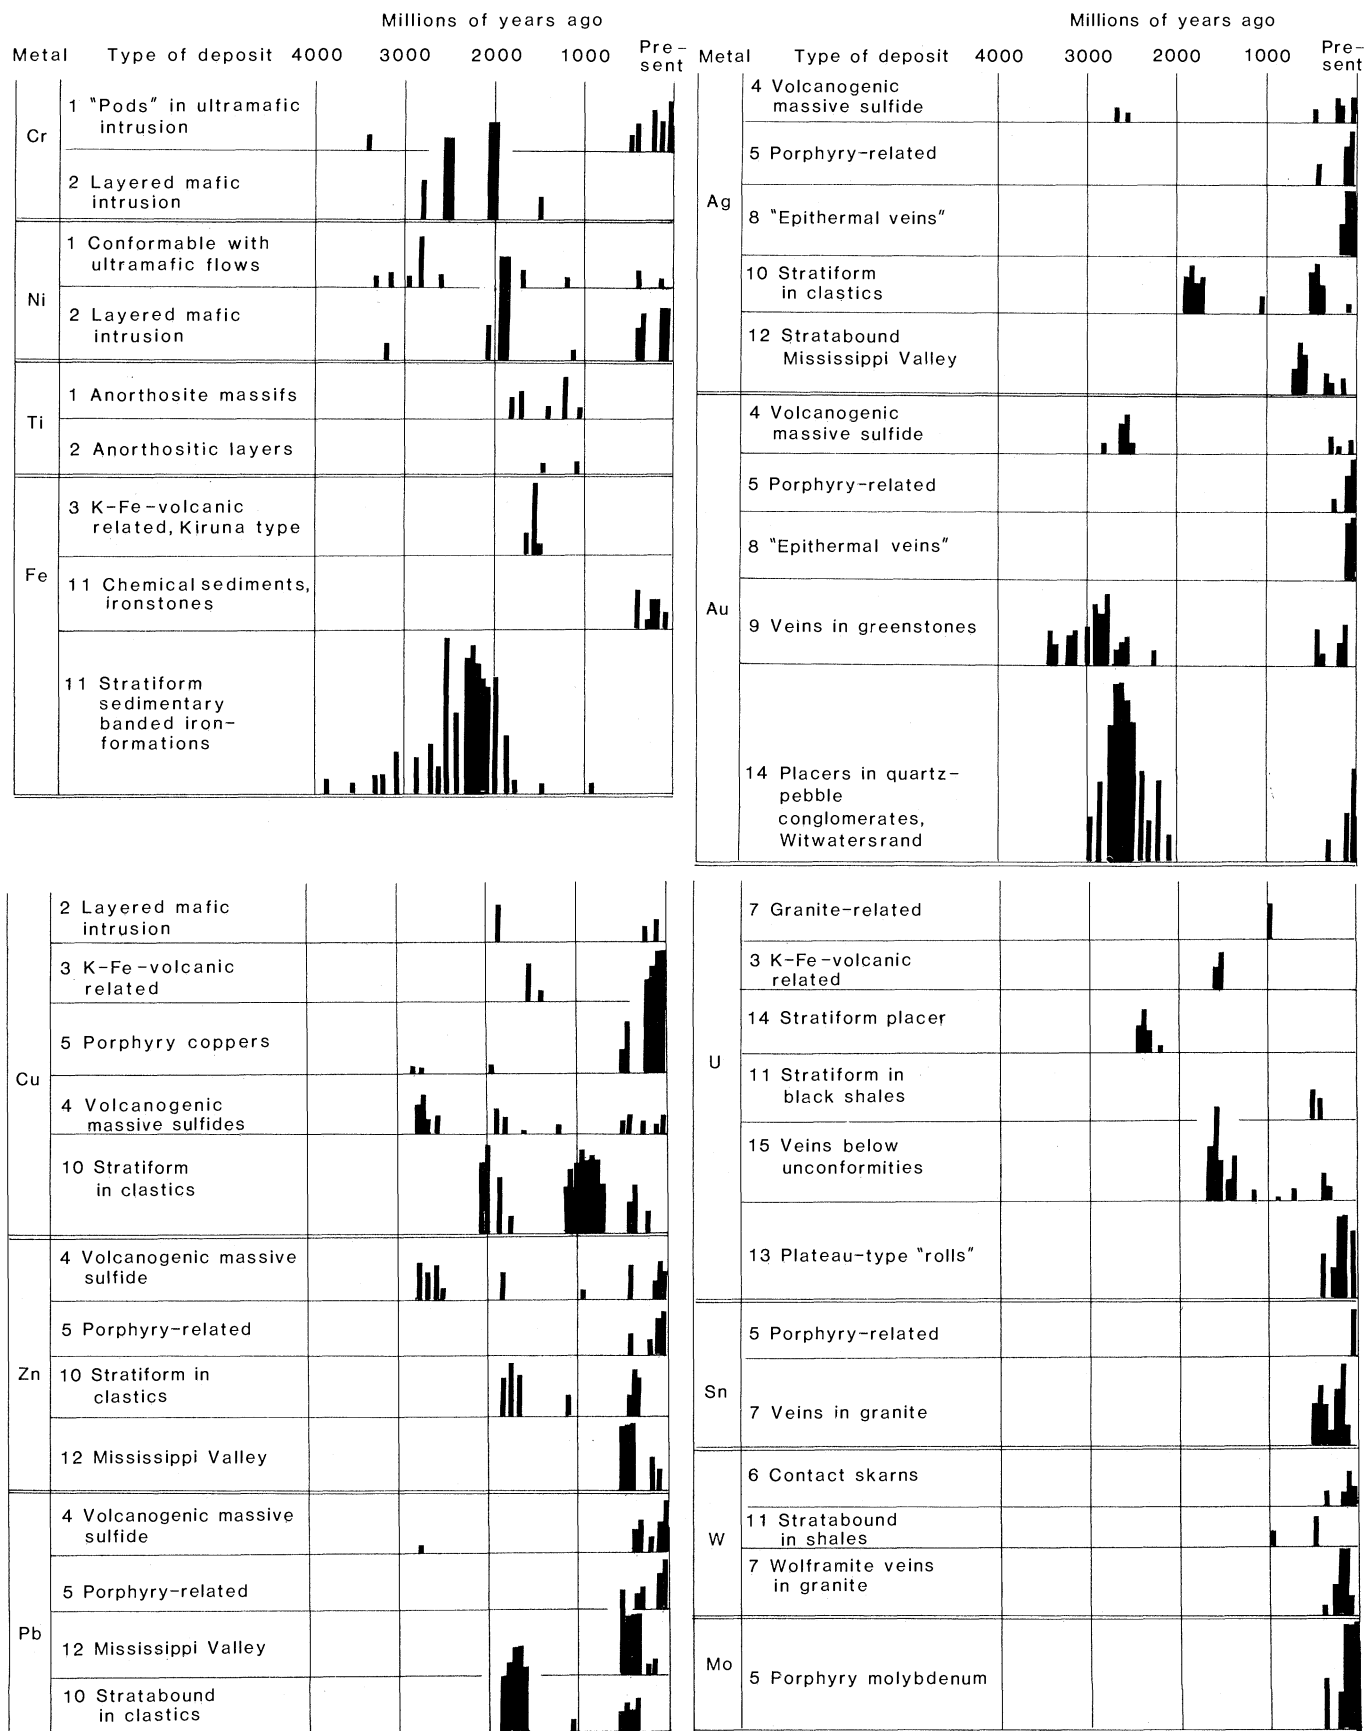 Millions of years ago
Metal Type of deposit 4000 3000 2000 1000 Pre-
sent
Cr
1 "Pods" in ultramafic
intrusion
2 Layered mafic
intrusion
Ni
1 Conformable with
ultramafic flows
2 Layered mafic
intrusion
Ti
1 Anorthosite massifs
2 Anorthositic layers
Fe
3 K-Fe-volcanic
related, Kiruna type
11 Chemical sediments,
ironstones
11 Stratiform
sedimentary
banded iron-
formations
Millions of years ago
Metal Type of deposit 4000 3000 2000 1000 Pre-
sent
Ag
4 Volcanogenic
massive sulfide
5 Porphyry-related
8 "Epithermal veins"
10 Stratiform
in clastics
12 Stratabound
Mississippi Valley
Au
4 Volcanogenic
massive sulfide
5 Porphyry-related
8 "Epithermal veins"
9 Veins in greenstones
14 Placers in quartz-
pebble
conglomerates,
Witwatersrand
Cu
2 Layered mafic
intrusion
3 K-Fe-volcanic
related
5 Porphyry coppers
4 Volcanogenic
massive sulfides
10 Stratiform
in clastics
Zn
4 Volcanogenic massive
sulfide
5 Porphyry-related
10 Stratiform in
clastics
12 Mississippi Valley
Pb
4 Volcanogenic massive
sulfide
5 Porphyry-related
12 Mississippi Valley
10 Stratabound
in clastics
U
7 Granite-related
3 K-Fe-volcanic
related
14 Stratiform placer
11 Stratiform in
black shales
15 Veins below
unconformities
13 Plateau-type "rolls"
Sn
5 Porphyry-related
7 Veins in granite
W
6 Contact skarns
11 Stratabound
in shales
7 Wolframite veins
in granite
Mo
5 Porphyry molybdenum